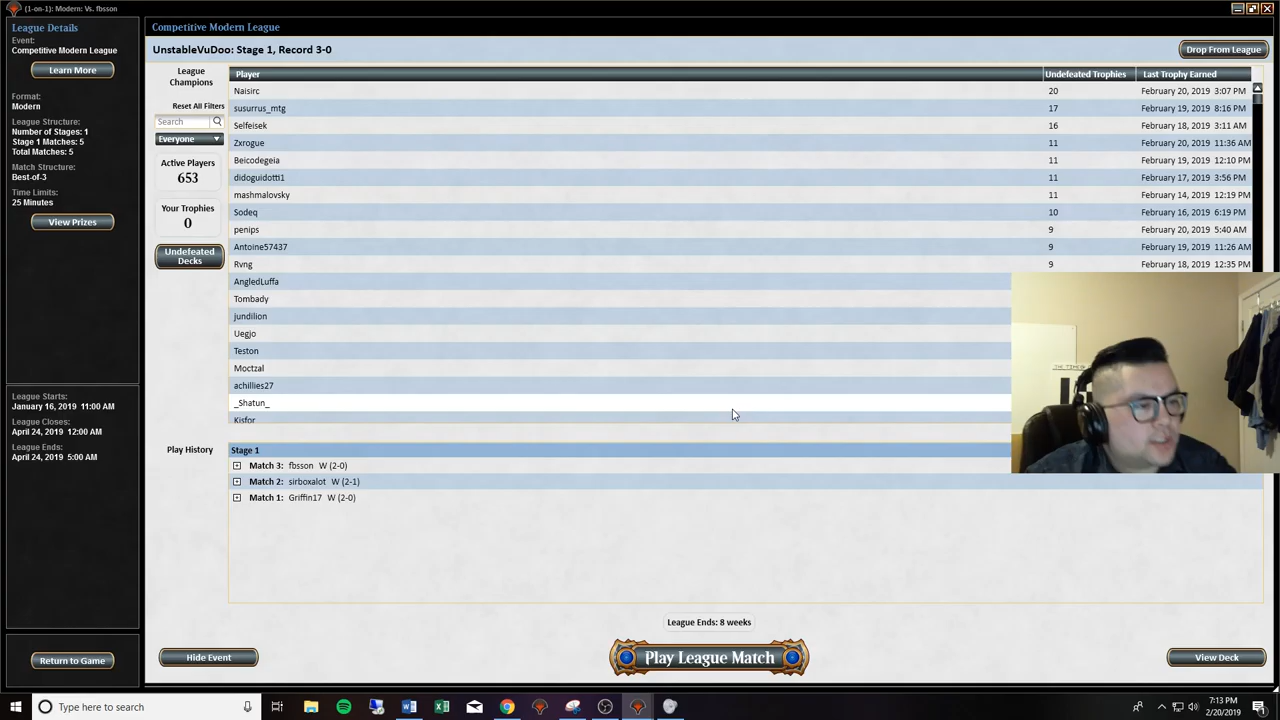 (1-on-1): Modern: Vs. fbsson
League Details
Event:
Competitive Modern League
Learn More
Format:
Modern
League Structure:
Number of Stages: 1
Stage 1 Matches: 5
Total Matches: 5
Match Structure:
Best-of-3
Time Limits:
25 Minutes
View Prizes
League Starts:
January 16, 2019 11:00 AM
League Closes:
April 24, 2019 12:00 AM
League Ends:
April 24, 2019 5:00 AM
Return to Game
Competitive Modern League
UnstableVuDoo: Stage 1, Record 3-0
Drop From League
League
Champions
Reset All Filters
Search
Everyone
Active Players
653
Your Trophies
0
Undefeated
Decks
Player Undefeated Trophies Last Trophy Earned
Naisirc 20 February 20, 2019 3:07 PM
susurrus_mtg 17 February 19, 2019 8:16 PM
Selfeisek 16 February 18, 2019 3:11 AM
Zxrogue 11 February 20, 2019 11:36 AM
Beicodegeia 11 February 19, 2019 12:10 PM
didoguidotti1 11 February 17, 2019 3:56 PM
mashmalovsky 11 February 14, 2019 12:19 PM
Sodeq 10 February 16, 2019 6:19 PM
penips 9 February 20, 2019 5:40 AM
Antoine57437 9 February 19, 2019 11:26 AM
Rvng 9 February 18, 2019 12:35 PM
AngledLuffa
Tombady
jundilion
Uegjo
Teston
Moctzal
achillies27
_Shatun_
Kisfor
Play History
Stage 1
Match 3: fbsson W (2-0)
Match 2: sirboxalot W (2-1)
Match 1: Griffin17 W (2-0)
League Ends: 8 weeks
Hide Event
Play League Match
View Deck
Type here to search
7:13 PM
2/20/2019